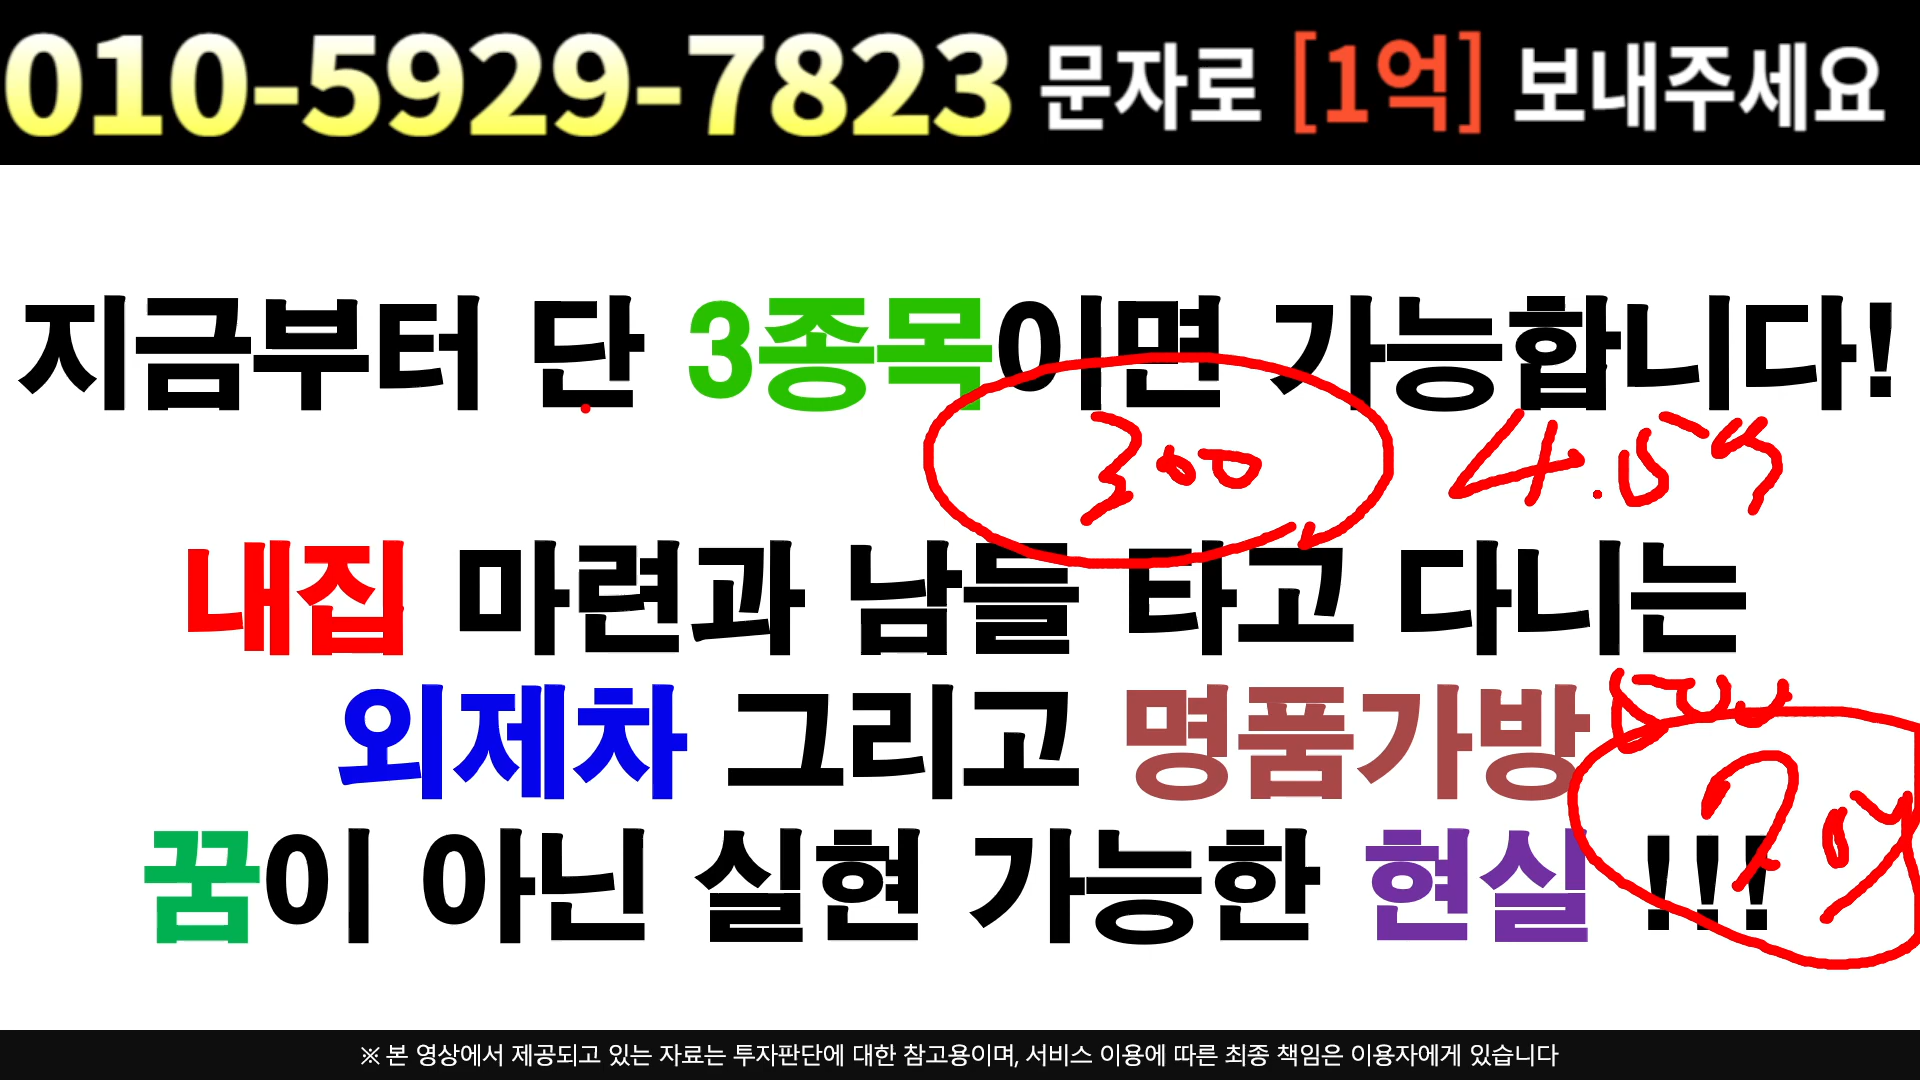 010-5929-7823 문자로 [1억] 보내주세요
지금부터 단 3종목이면 가능합니다!
300
4.5억
내집 마련과 남들 타고 다니는
외제차 그리고 명품가방
500
꿈이 아닌 실현 가능한 현실 !!!
※ 본 영상에서 제공되고 있는 자료는 투자판단에 대한 참고용이며, 서비스 이용에 따른 최종 책임은 이용자에게 있습니다